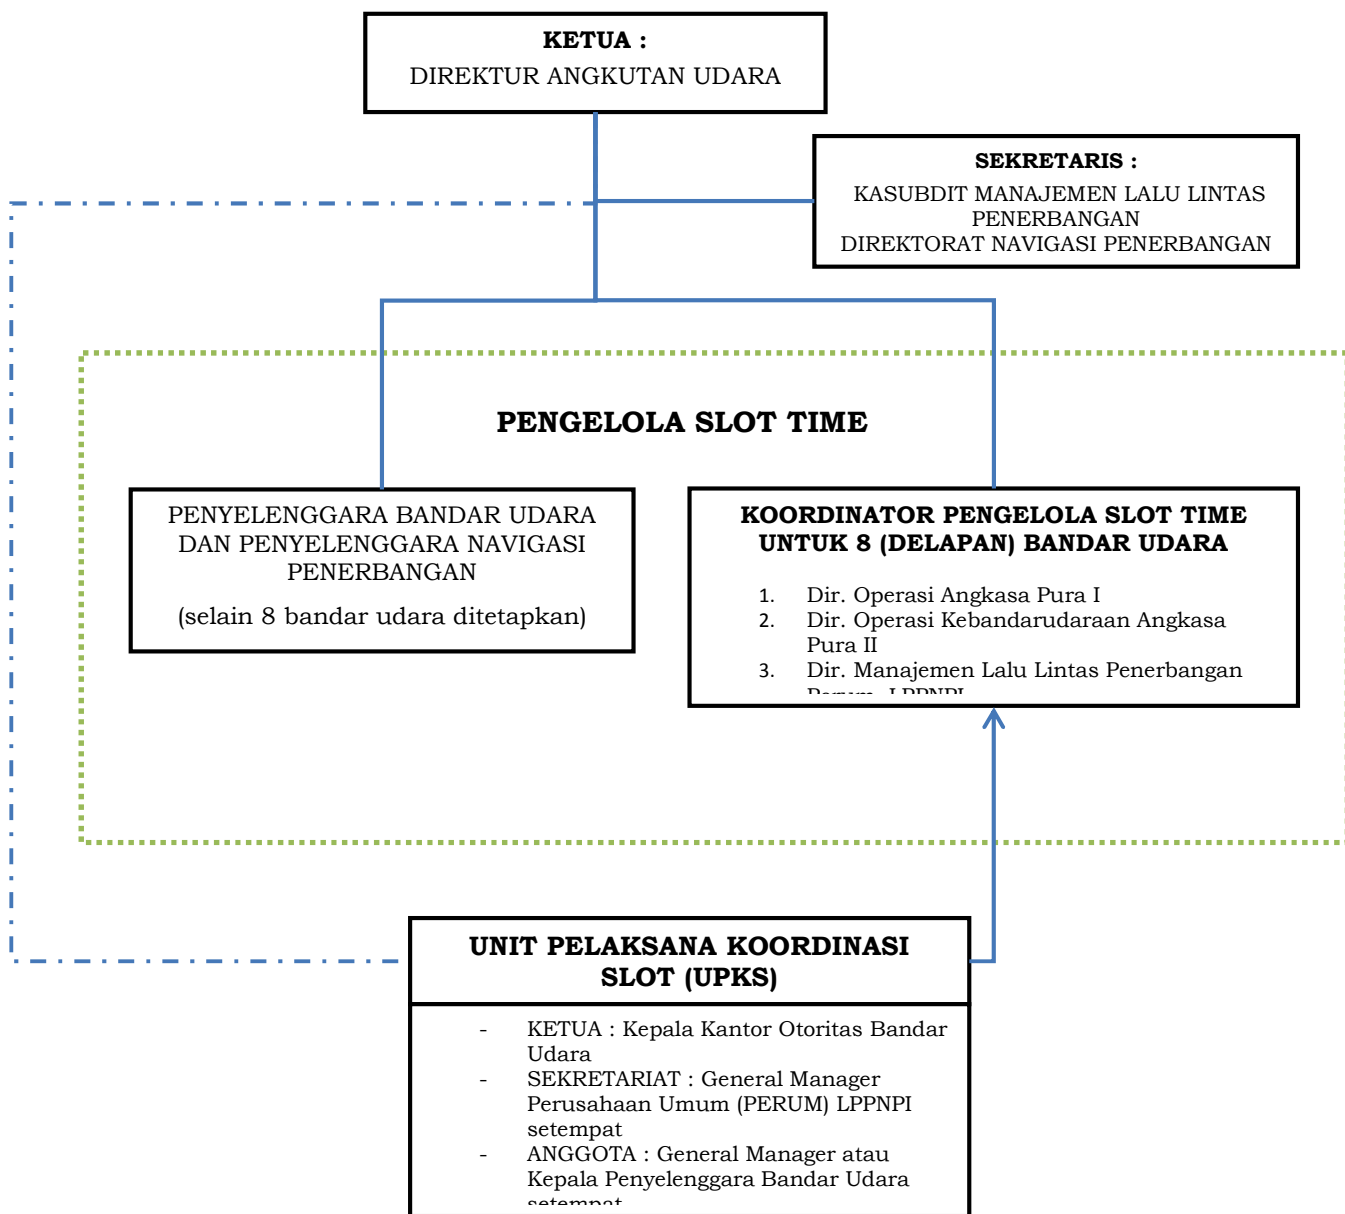 KETUA :
DIREKTUR ANGKUTAN UDARA
SEKRETARIS :
KASUBDIT MANAJEMEN LALU LINTAS
PENERBANGAN
DIREKTORAT NAVIGASI PENERBANGAN
PENGELOLA SLOT TIME
PENYELENGGARA BANDAR UDARA
DAN PENYELENGGARA NAVIGASI
PENERBANGAN
(selain 8 bandar udara ditetapkan)
KOORDINATOR PENGELOLA SLOT TIME
UNTUK 8 (DELAPAN) BANDAR UDARA
1. Dir. Operasi Angkasa Pura I
2. Dir. Operasi Kebandarudaraan Angkasa
Pura II
3. Dir. Manajemen Lalu Lintas Penerbangan
Perum. LPPNPI
UNIT PELAKSANA KOORDINASI
SLOT (UPKS)
- KETUA : Kepala Kantor Otoritas Bandar
Udara
- SEKRETARIAT : General Manager
Perusahaan Umum (PERUM) LPPNPI
setempat
- ANGGOTA : General Manager atau
Kepala Penyelenggara Bandar Udara
setempat